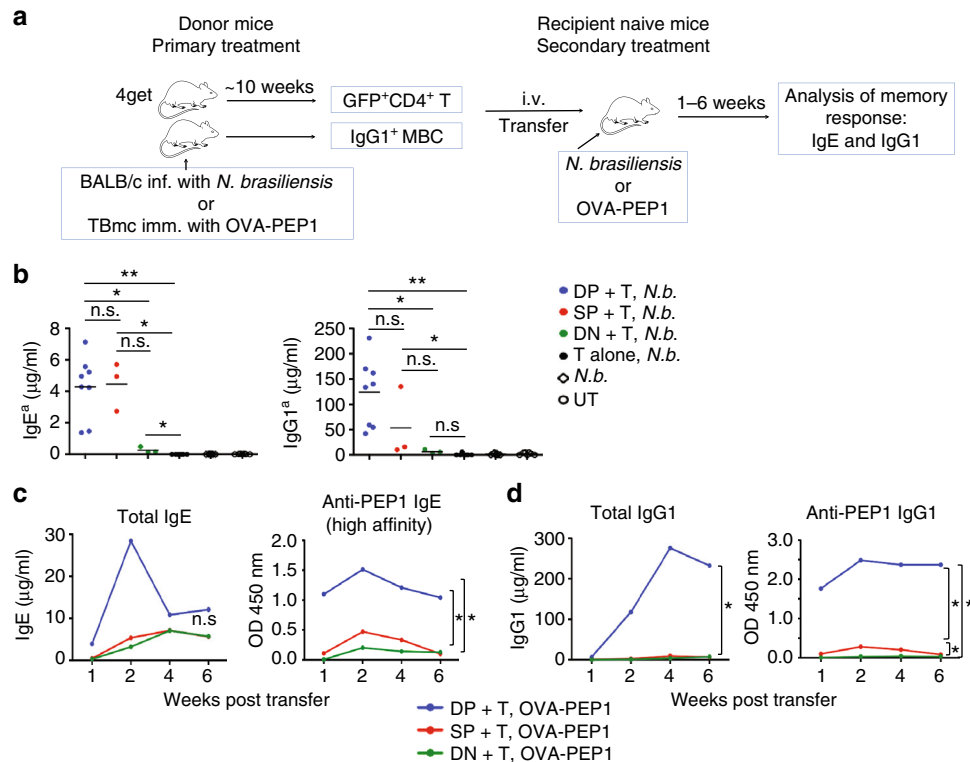 a
Donor mice
Primary treatment
Recipient naive mice
Secondary treatment
4get
~10 weeks
GFP⁺CD4⁺ T
IgG1⁺ MBC
i.v.
Transfer
1–6 weeks
Analysis of memory
response:
IgE and IgG1
BALB/c inf. with N. brasiliensis
or
TBmc imm. with OVA-PEP1
N. brasiliensis
or
OVA-PEP1
b
**
*
n.s.
*
n.s.
*
8
6
4
2
0
IgEᵃ (μg/ml)
**
*
n.s.
*
n.s.
n.s
250
200
150
100
50
0
IgG1ᵃ (μg/ml)
DP + T, N.b.
SP + T, N.b.
DN + T, N.b.
T alone, N.b.
N.b.
UT
c
Total IgE
30
20
10
0
IgE (μg/ml)
n.s
1 2 4 6
Anti-PEP1 IgE
(high affinity)
2.0
1.5
1.0
0.5
0.0
OD 450 nm
* *
1 2 4 6
Weeks post transfer
d
Total IgG1
300
200
100
0
IgG1 (μg/ml)
*
1 2 4 6
Anti-PEP1 IgG1
3.0
2.0
1.0
0.0
OD 450 nm
* *
*
1 2 4 6
Weeks post transfer
DP + T, OVA-PEP1
SP + T, OVA-PEP1
DN + T, OVA-PEP1